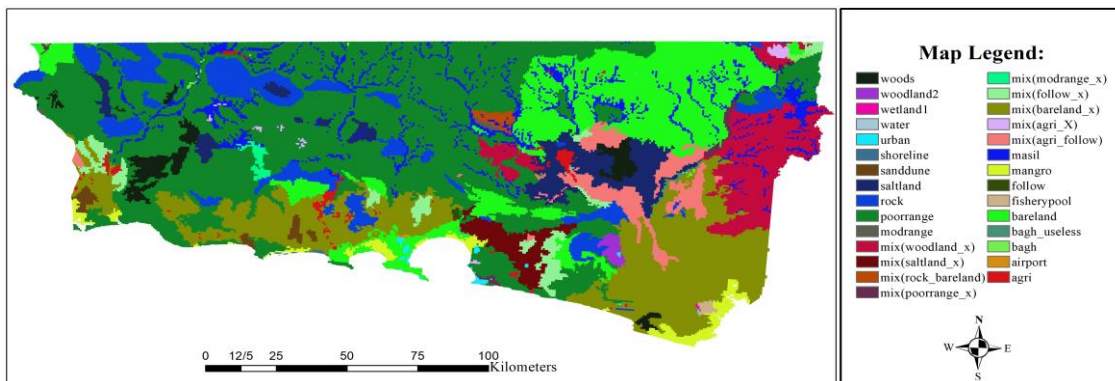 Map Legend:
woods
woodland2
wetland1
water
urban
shoreline
sanddune
saltland
rock
poorrange
modrange
mix(woodland_x)
mix(saltland_x)
mix(rock_bareland)
mix(poorrange_x)
mix(modrange_x)
mix(follow_x)
mix(bareland_x)
mix(agri_X)
mix(agri_follow)
masil
mangro
follow
fisherypool
bareland
bagh_useless
bagh
airport
agri
0 12/5 25 50 75 100
Kilometers
N
W E
S